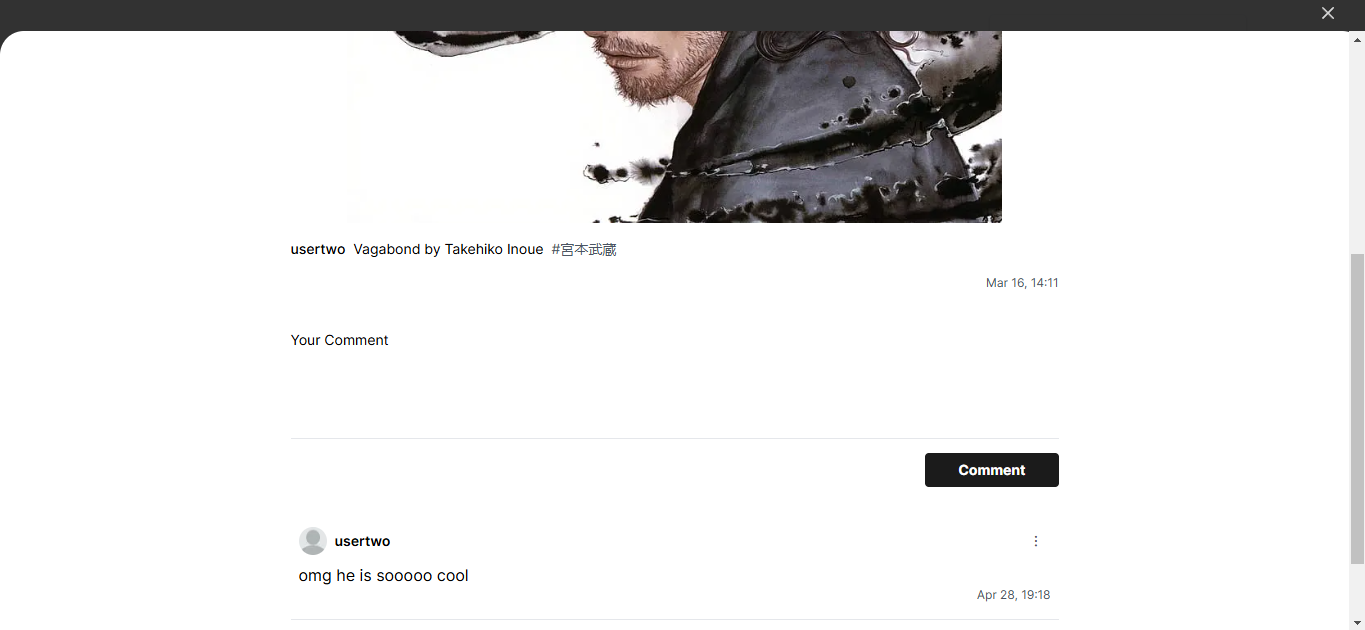 usertwo Vagabond by Takehiko Inoue #宮本武蔵
Mar 16, 14:11
Your Comment
Comment
usertwo
omg he is sooooo cool
Apr 28, 19:18